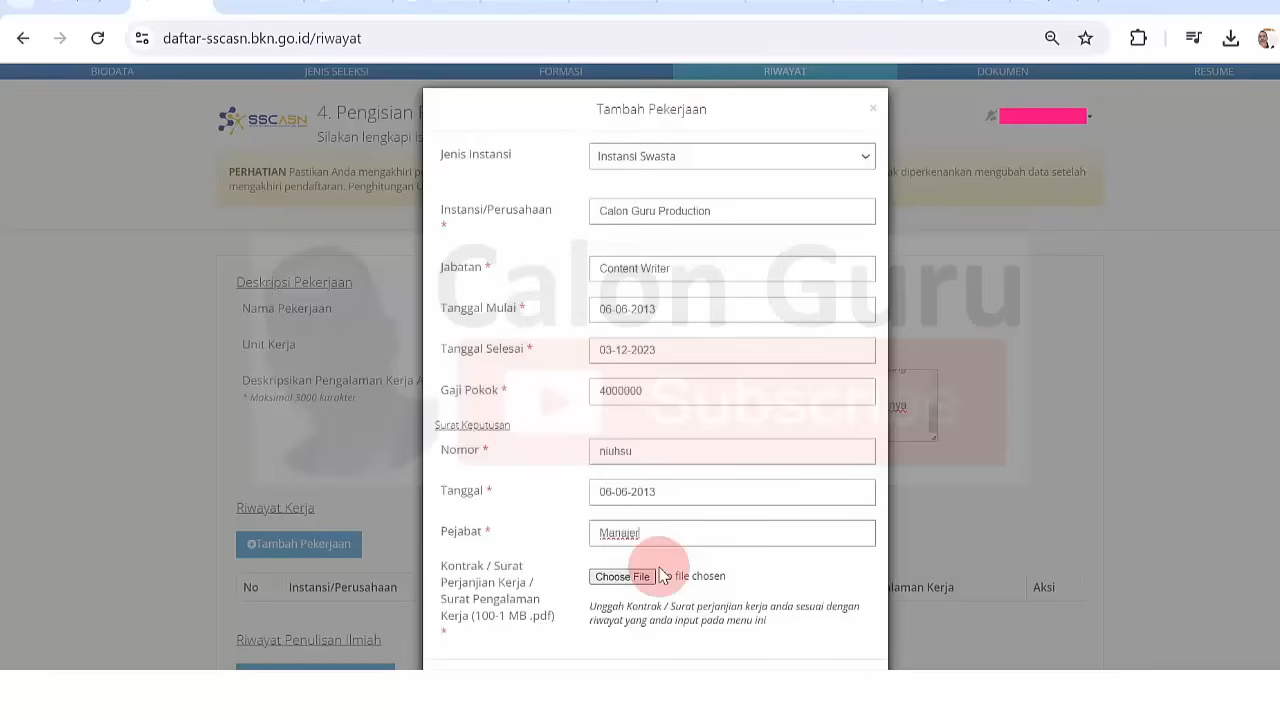 daftar-sscasn.bkn.go.id/riwayat
BIODATA JENIS SELEKSI FORMASI RIWAYAT DOKUMEN RESUME
SSCASN
4. Pengisian
Silakan lengkapi
PERHATIAN Pastikan Anda mengakhiri
diperkenankan mengubah data setelah
mengakhiri pendaftaran. Penghitungan
Tambah Pekerjaan ×
Jenis Instansi Instansi Swasta
Instansi/Perusahaan * Calon Guru Production
Jabatan * Content Writer
Tanggal Mulai * 06-06-2013
Tanggal Selesai * 03-12-2023
Gaji Pokok * 4000000
Surat Keputusan
Nomor * niuhsu
Tanggal * 06-06-2013
Pejabat * Manajer
Kontrak / Surat
Perjanjian Kerja /
Surat Pengalaman
Kerja (100-1 MB .pdf)
*
Choose File file chosen
Unggah Kontrak / Surat perjanjian kerja anda sesuai dengan
riwayat yang anda input pada menu ini
Calon Guru
Subscribe
Deskripsi Pekerjaan
Nama Pekerjaan
Unit Kerja
Deskripsikan Pengalaman Kerja
* Maksimal 3000 karakter
Riwayat Kerja
Tambah Pekerjaan
No Instansi/Perusahaan Kerja Aksi
Riwayat Penulisan Ilmiah